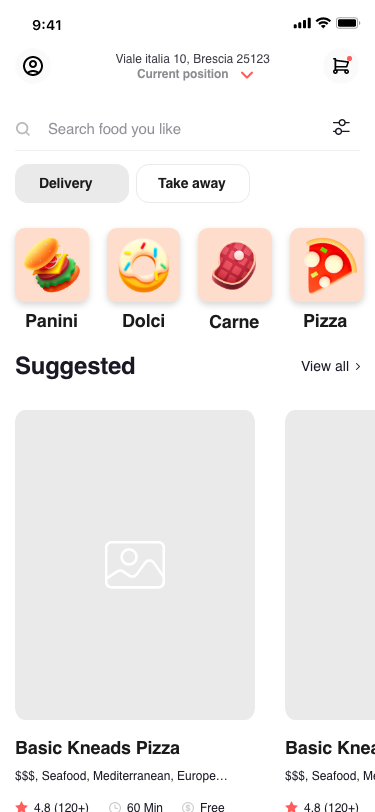 9:41
Viale italia 10, Brescia 25123
Current position
Search food you like
Delivery
Take away
Panini
Dolci
Carne
Pizza
Suggested
View all
Basic Kneads Pizza
Basic Knea
$$$, Seafood, Mediterranean, Europe...
$$$, Seafood, Me
4.8 (120+)
60 Min
Free
4.8 (120+)